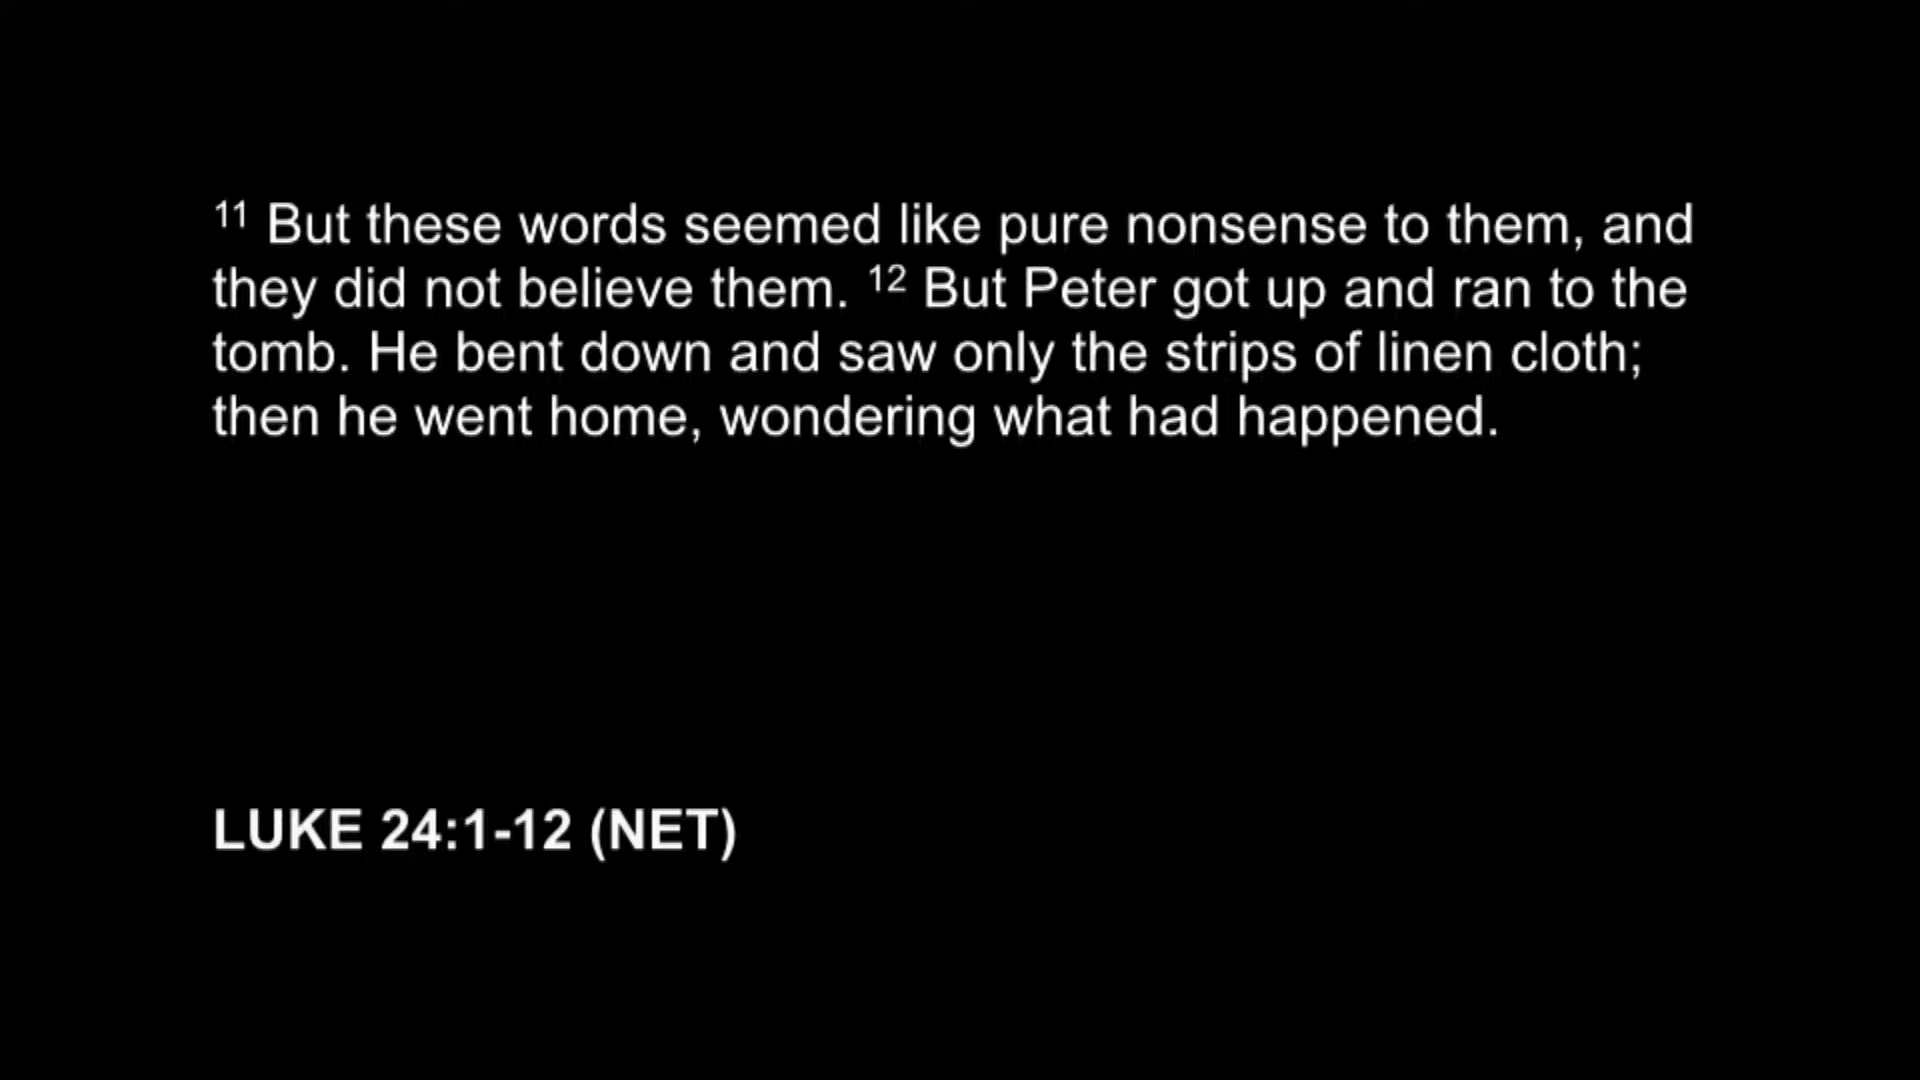 11 But these words seemed like pure nonsense to them, and
they did not believe them. 12 But Peter got up and ran to the
tomb. He bent down and saw only the strips of linen cloth;
then he went home, wondering what had happened.
LUKE 24:1-12 (NET)